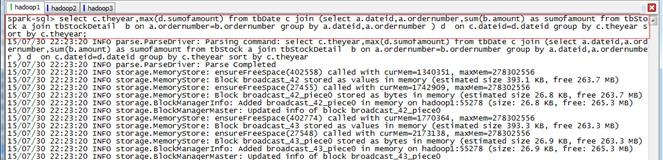 hadoop1 hadoop2 hadoop3
spark-sql> select c.theyear,max(d.sumofamount) from tbDate c join (select a.dateid,a.ordernumber,sum(b.amount) as sumofamount from tbSto
ck a join tbStockDetail b on a.ordernumber=b.ordernumber group by a.dateid,a.ordernumber ) d on c.dateid=d.dateid group by c.theyear s
ort by c.theyear;
15/07/30 22:23:20 INFO parse.ParseDriver: Parsing command: select c.theyear,max(d.sumofamount) from tbDate c join (select a.dateid,a.or
dernumber,sum(b.amount) as sumofamount from tbStock a join tbStockDetail b on a.ordernumber=b.ordernumber group by a.dateid,a.ordernumbe
r ) d on c.dateid=d.dateid group by c.theyear sort by c.theyear
15/07/30 22:23:20 INFO parse.ParseDriver: Parse Completed
15/07/30 22:23:20 INFO storage.MemoryStore: ensureFreeSpace(402558) called with curMem=1340351, maxMem=278302556
15/07/30 22:23:20 INFO storage.MemoryStore: Block broadcast_42 stored as values in memory (estimated size 393.1 KB, free 263.7 MB)
15/07/30 22:23:20 INFO storage.MemoryStore: ensureFreeSpace(27455) called with curMem=1742909, maxMem=278302556
15/07/30 22:23:20 INFO storage.MemoryStore: Block broadcast_42_piece0 stored as bytes in memory (estimated size 26.8 KB, free 263.7 MB)
15/07/30 22:23:20 INFO storage.BlockManagerInfo: Added broadcast_42_piece0 in memory on hadoop1:55278 (size: 26.8 KB, free: 265.3 MB)
15/07/30 22:23:20 INFO storage.BlockManagerMaster: Updated info of block broadcast_42_piece0
15/07/30 22:23:20 INFO storage.MemoryStore: ensureFreeSpace(402774) called with curMem=1770364, maxMem=278302556
15/07/30 22:23:20 INFO storage.MemoryStore: Block broadcast_43 stored as values in memory (estimated size 393.3 KB, free 263.3 MB)
15/07/30 22:23:20 INFO storage.MemoryStore: ensureFreeSpace(27548) called with curMem=2173138, maxMem=278302556
15/07/30 22:23:20 INFO storage.MemoryStore: Block broadcast_43_piece0 stored as bytes in memory (estimated size 26.9 KB, free 263.3 MB)
15/07/30 22:23:20 INFO storage.BlockManagerInfo: Added broadcast_43_piece0 in memory on hadoop1:55278 (size: 26.9 KB, free: 265.3 MB)
15/07/30 22:23:20 INFO storage.BlockManagerMaster: Updated info of block broadcast_43_piece0